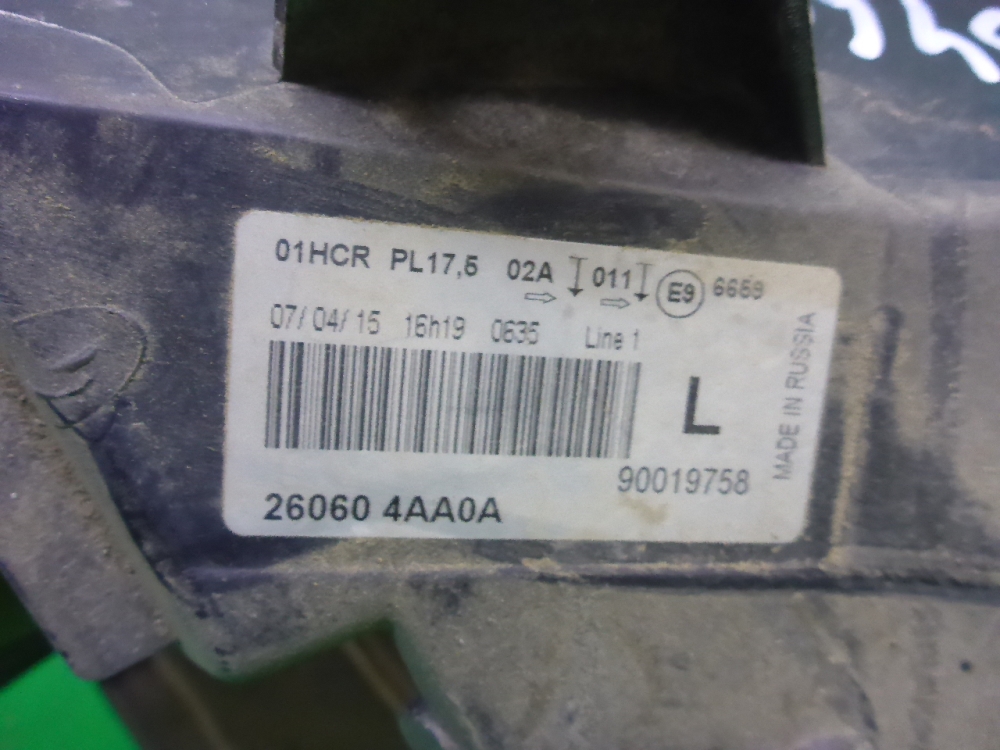 01HCR PL17,5 02A 011 E9 6659
07/04/15 16h19 0635 Line 1
L
MADE IN RUSSIA
90019758
26060 4AA0A